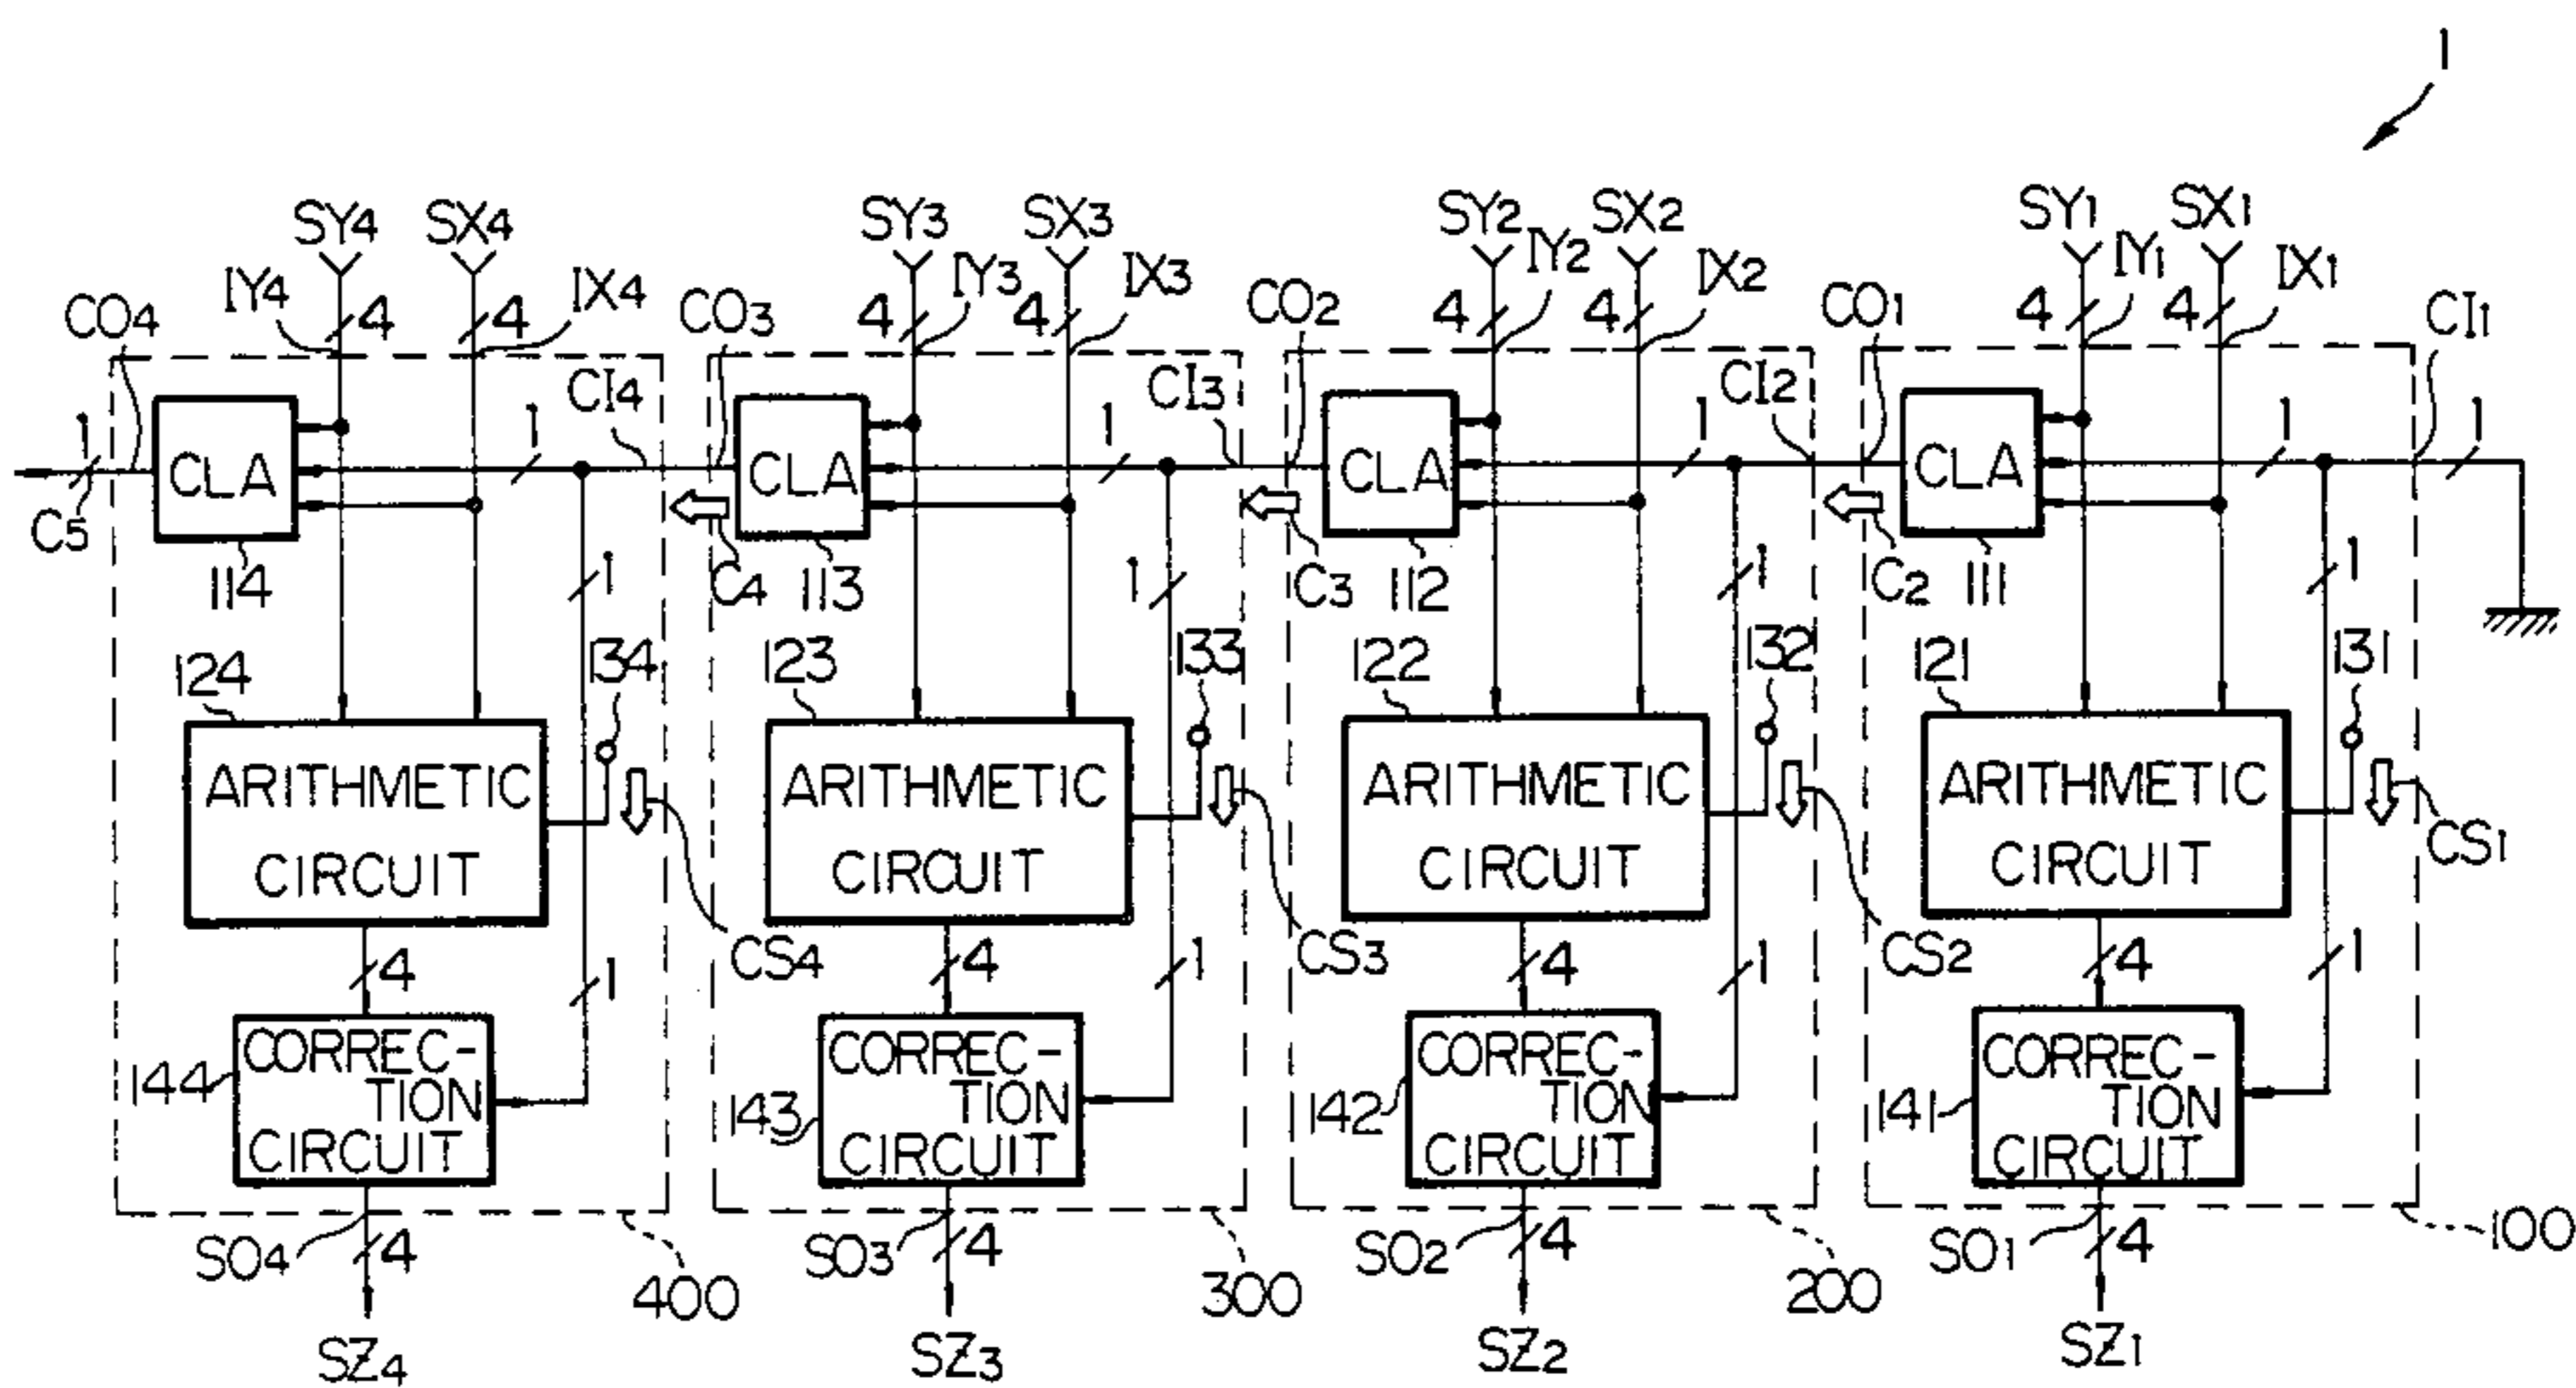 1
SY4 SX4 SY3 SX3 SY2 SX2 SY1 SX1
IY4 4 4 IX4 4 IY3 4 IX3 4 IY2 4 IX2 4 IY1 4 IX1
CO4 CO3 CO2 CO1 CI1
CI4 CI3 CI2
1 1 1 1 1 1
CLA CLA CLA CLA
C5 C4 C3 C2
114 113 112 111
1 1 1 1
124 134 123 133 122 132 121 131
ARITHMETIC CIRCUIT
ARITHMETIC CIRCUIT
ARITHMETIC CIRCUIT
ARITHMETIC CIRCUIT
CS4 CS3 CS2 CS1
4 1 4 1 4 1 4 1
144 CORREC-
TION
CIRCUIT
143 CORREC-
TION
CIRCUIT
142 CORREC-
TION
CIRCUIT
141 CORREC-
TION
CIRCUIT
SO4 4 SO3 4 SO2 4 SO1 4
400 300 200 100
SZ4 SZ3 SZ2 SZ1